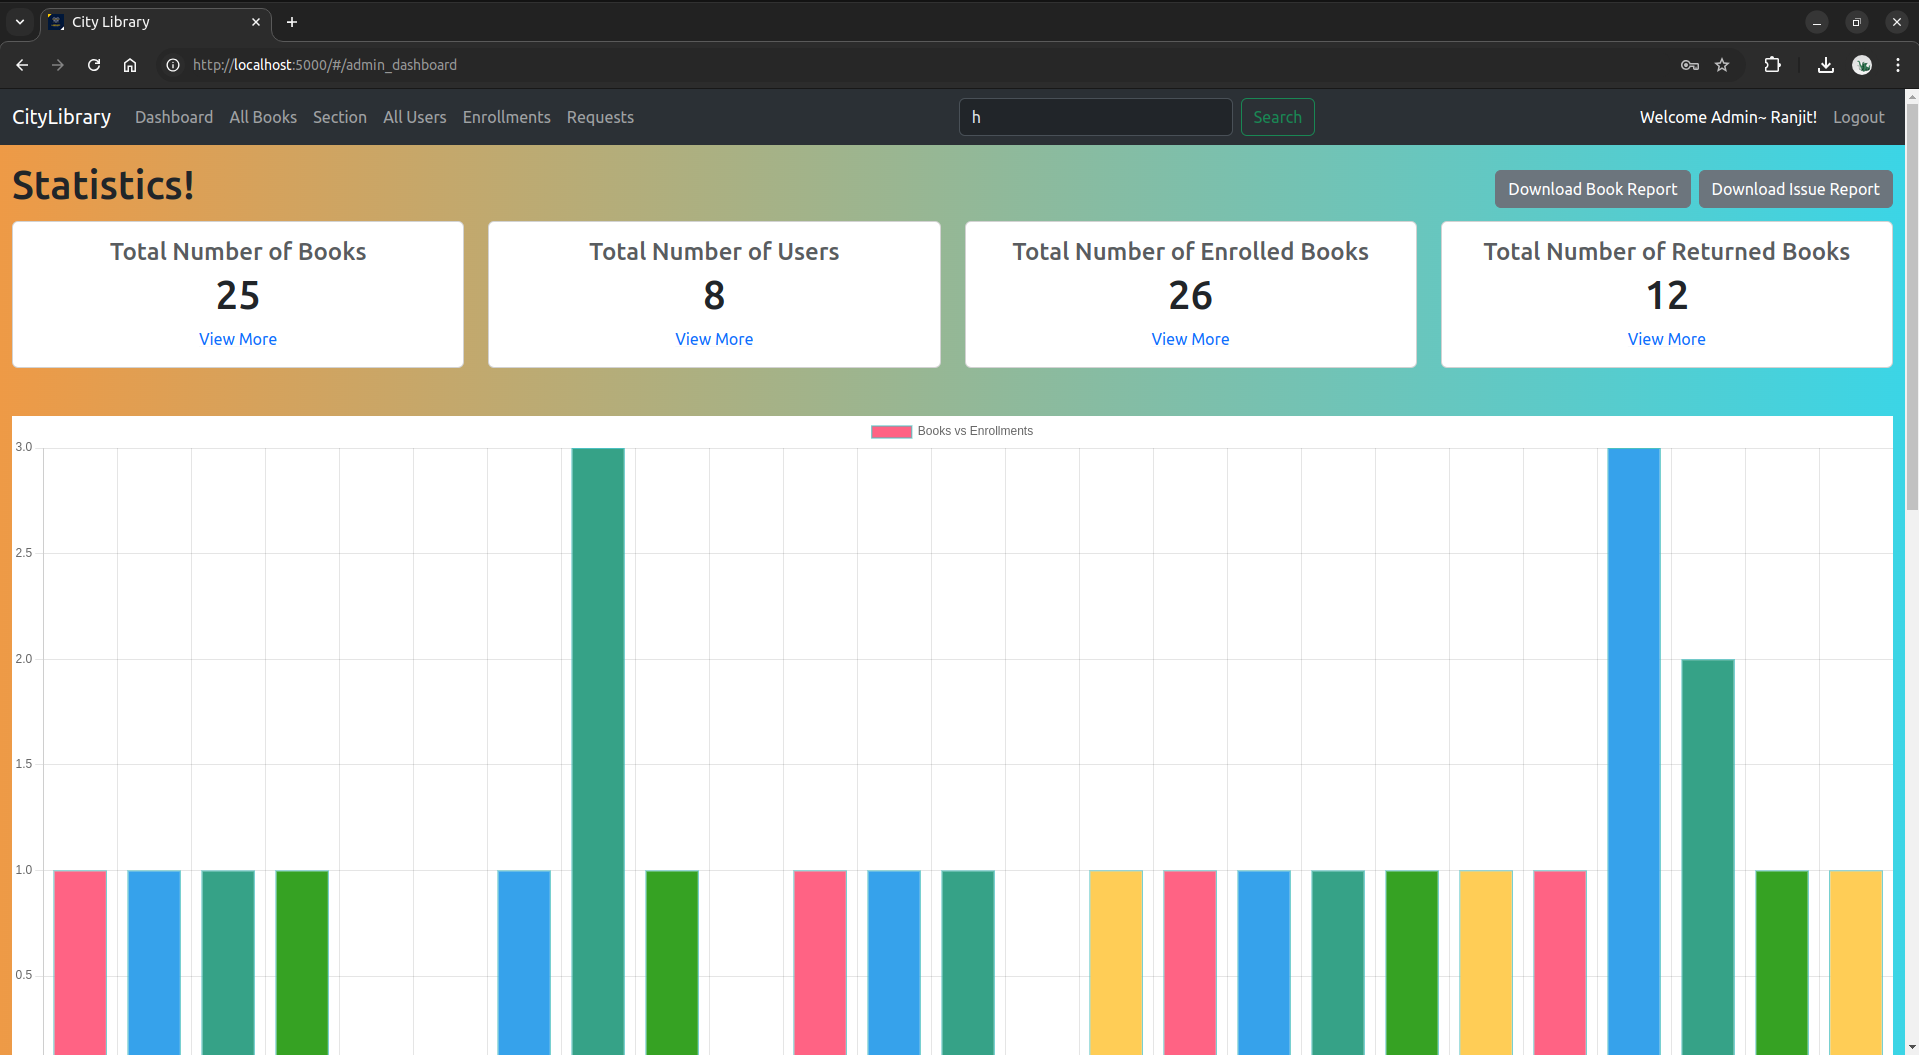 City Library
http://localhost:5000/#/admin_dashboard
CityLibrary Dashboard All Books Section All Users Enrollments Requests h Search Welcome Admin~ Ranjit! Logout
Statistics! Download Book Report Download Issue Report
Total Number of Books
25
View More
Total Number of Users
8
View More
Total Number of Enrolled Books
26
View More
Total Number of Returned Books
12
View More
Books vs Enrollments
3.0
2.5
2.0
1.5
1.0
0.5